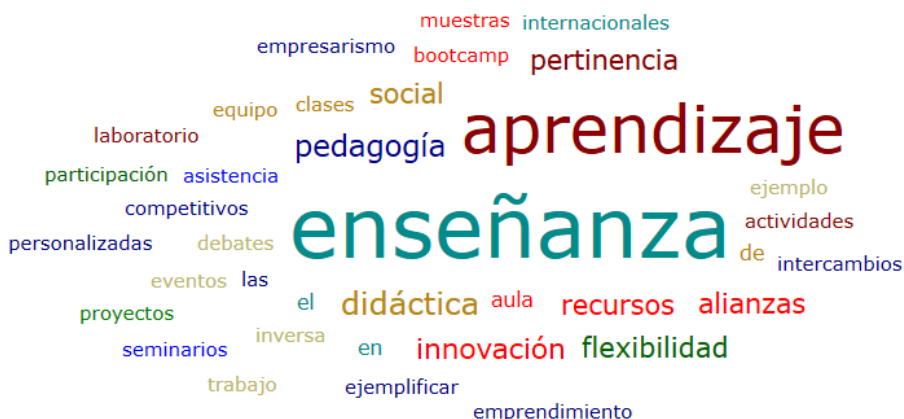 muestras internacionales
empresarismo bootcamp pertinencia
equipo clases social
laboratorio pedagogía aprendizaje
participación asistencia ejemplo
competitivos enseñanza actividades
personalizadas debates de intercambios
eventos las
proyectos el didáctica aula recursos alianzas
seminarios inversa en innovación flexibilidad
trabajo ejemplificar
emprendimiento